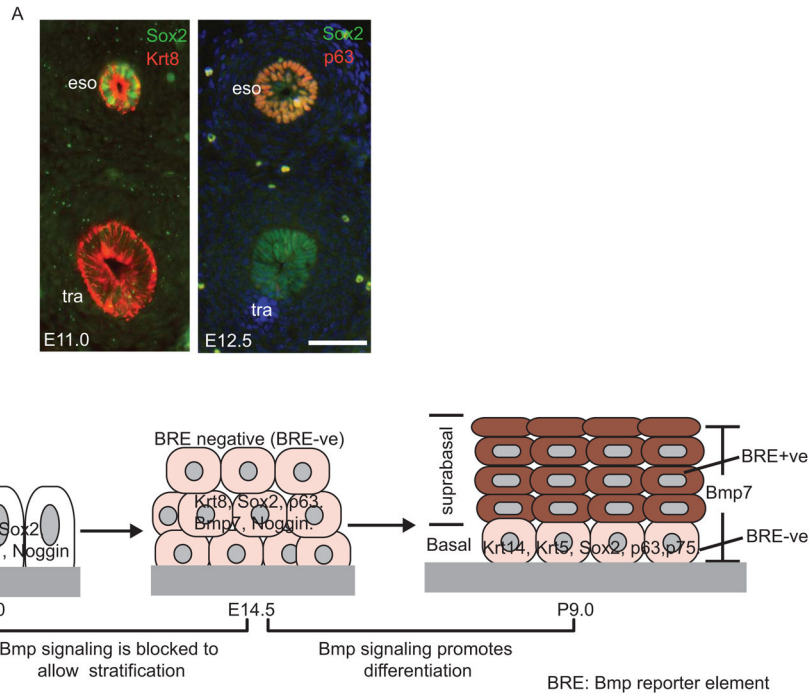 A
Sox2
Krt8
eso
tra
E11.0
Sox2
p63
eso
tra
E12.5
BRE negative (BRE-ve)
Krt8, Sox2, p63,
Bmp7, Noggin.
Sox2
, Noggin
suprabasal
Basal
Krt14, Krt5, Sox2, p63,p75
BRE+ve
Bmp7
BRE-ve
0
E14.5
P9.0
Bmp signaling is blocked to
allow stratification
Bmp signaling promotes
differentiation
BRE: Bmp reporter element